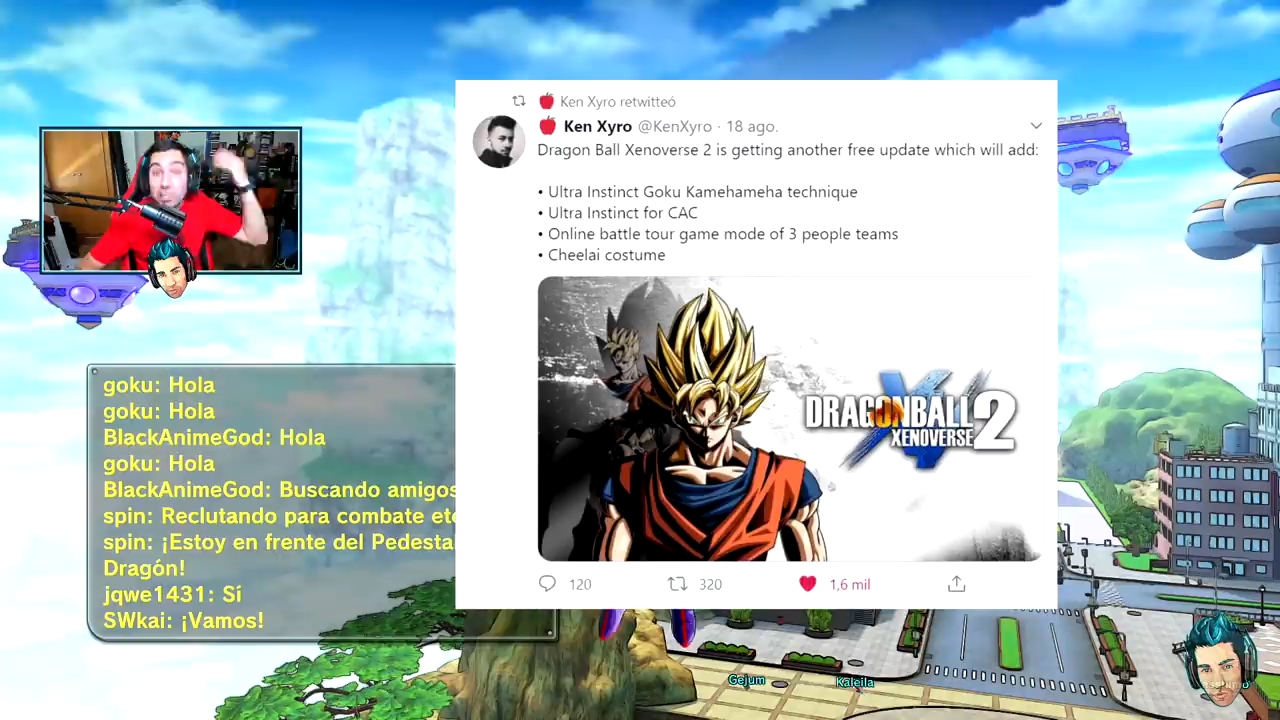 Ken Xyro retwitteó
Ken Xyro @KenXyro · 18 ago.
Dragon Ball Xenoverse 2 is getting another free update which will add:
• Ultra Instinct Goku Kamehameha technique
• Ultra Instinct for CAC
• Online battle tour game mode of 3 people teams
• Cheelai costume
DRAGONBALL
XENOVERSE 2
120 320 1,6 mil
goku: Hola
goku: Hola
BlackAnimeGod: Hola
goku: Hola
BlackAnimeGod: Buscando amigos
spin: Reclutando para combate
spin: ¡Estoy en frente del
Dragón!
jqwe1431: Sí
SWkai: ¡Vamos!
Gejum
Kaleila